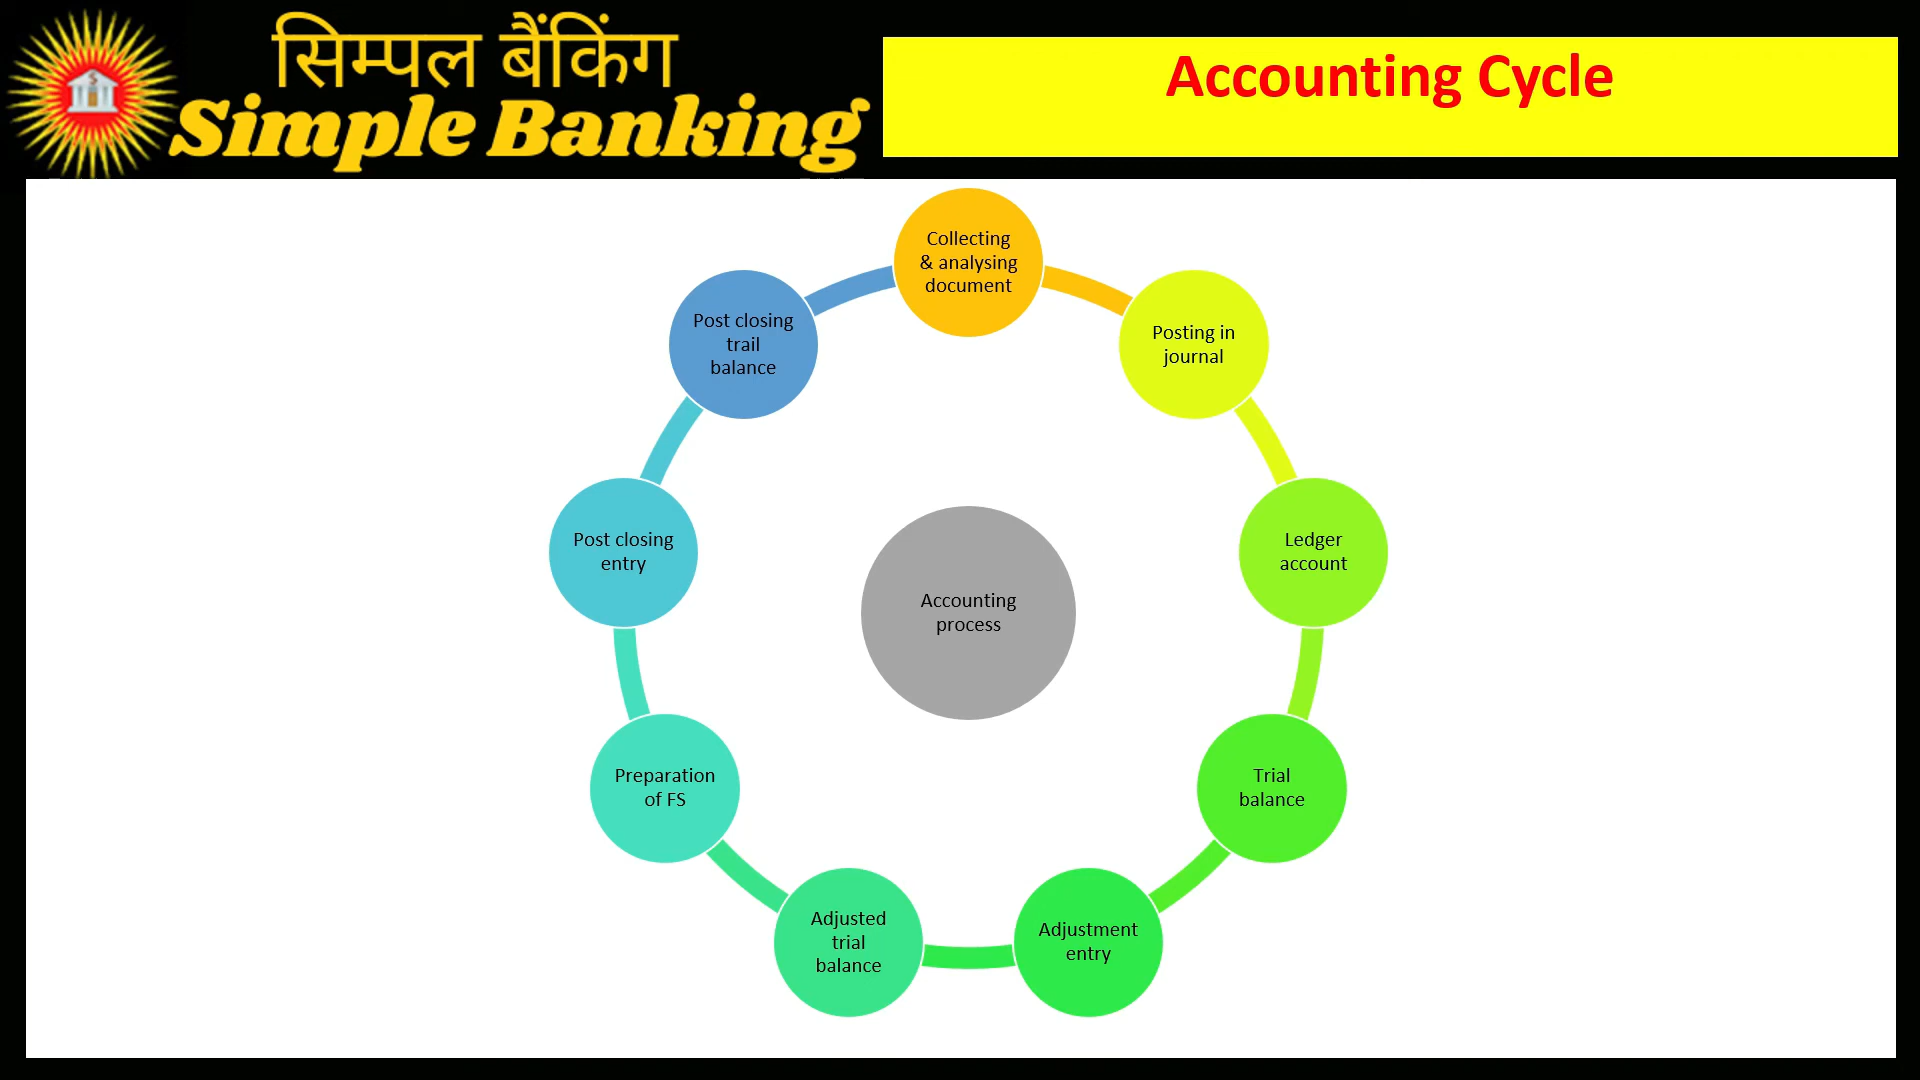 सिम्पल बैंकिंग
Simple Banking
Accounting Cycle
Collecting
& analysing
document
Posting in
journal
Ledger
account
Trial
balance
Adjustment
entry
Adjusted
trial
balance
Preparation
of FS
Post closing
entry
Post closing
trail
balance
Accounting
process